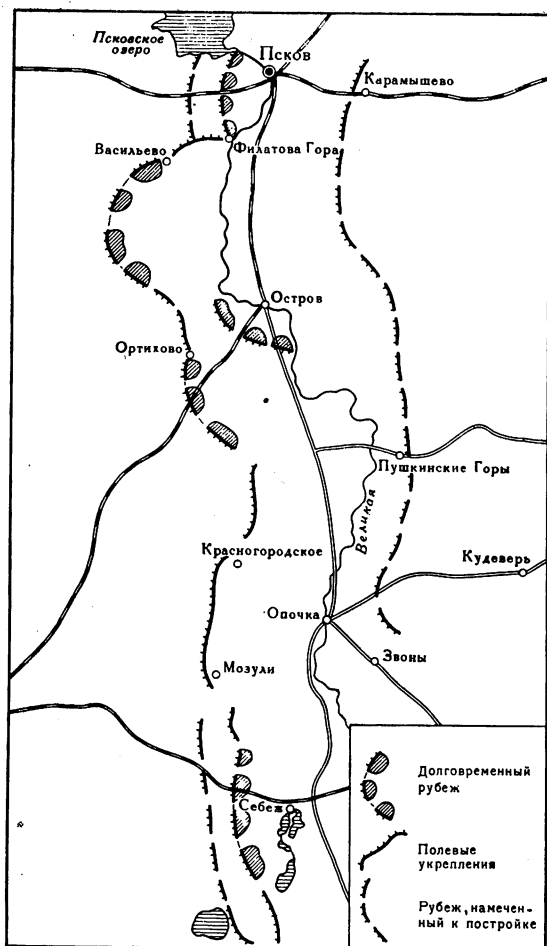 Псковское
озеро
Псков
Карамышево
Васильево
Филатова Гора
Остров
Ортихово
Пушкинские Горы
Великая
Красногородское
Кудеверь
Опочка
Звоны
Мозули
Себеж
Долговременный
рубеж
Полевые
укрепления
Рубеж, намечен-
ный к постройке